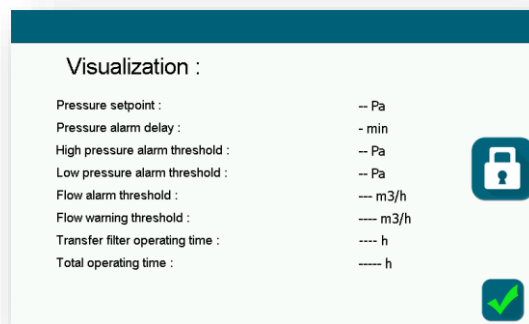 Visualization :
Pressure setpoint : -- Pa
Pressure alarm delay : - min
High pressure alarm threshold : -- Pa
Low pressure alarm threshold : -- Pa
Flow alarm threshold : --- m3/h
Flow warning threshold : ---- m3/h
Transfer filter operating time : ---- h
Total operating time : ----- h